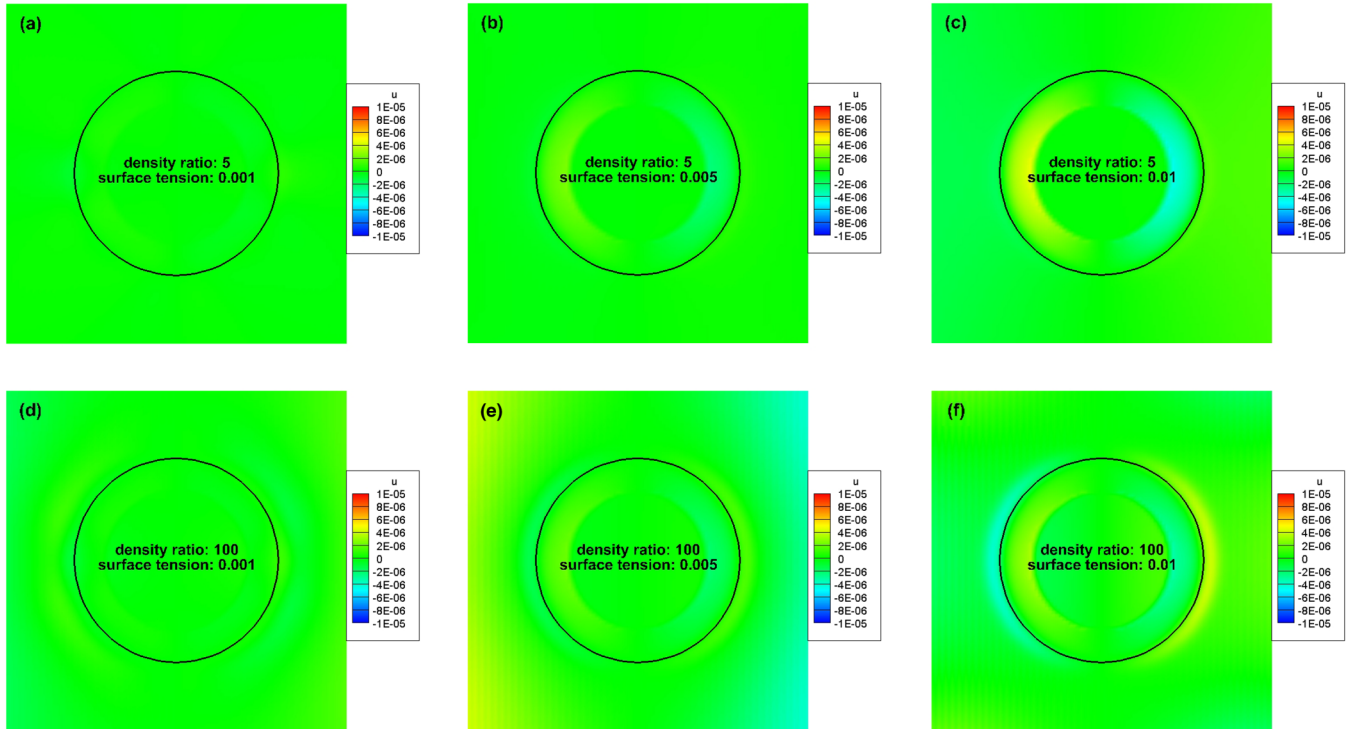 (a)
density ratio: 5
surface tension: 0.001
u
1E-05
8E-06
6E-06
4E-06
2E-06
0
-2E-06
-4E-06
-6E-06
-8E-06
-1E-05
(b)
density ratio: 5
surface tension: 0.005
u
1E-05
8E-06
6E-06
4E-06
2E-06
0
-2E-06
-4E-06
-6E-06
-8E-06
-1E-05
(c)
density ratio: 5
surface tension: 0.01
u
1E-05
8E-06
6E-06
4E-06
2E-06
0
-2E-06
-4E-06
-6E-06
-8E-06
-1E-05
(d)
density ratio: 100
surface tension: 0.001
u
1E-05
8E-06
6E-06
4E-06
2E-06
0
-2E-06
-4E-06
-6E-06
-8E-06
-1E-05
(e)
density ratio: 100
surface tension: 0.005
u
1E-05
8E-06
6E-06
4E-06
2E-06
0
-2E-06
-4E-06
-6E-06
-8E-06
-1E-05
(f)
density ratio: 100
surface tension: 0.01
u
1E-05
8E-06
6E-06
4E-06
2E-06
0
-2E-06
-4E-06
-6E-06
-8E-06
-1E-05